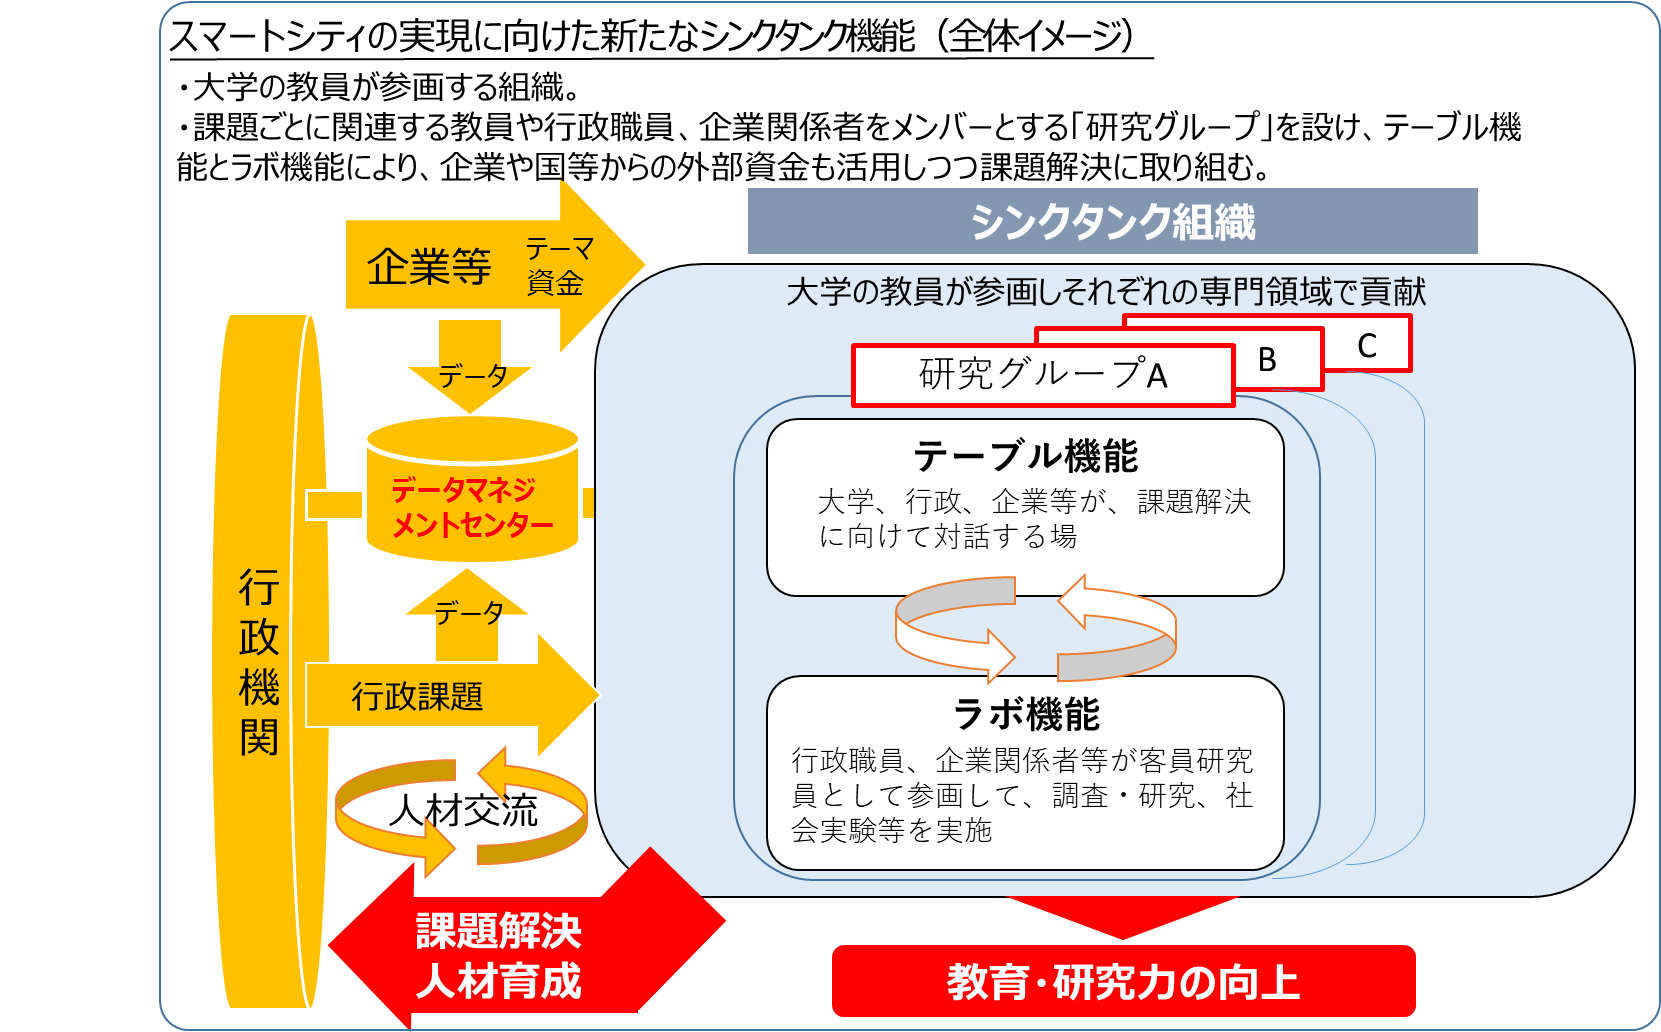 スマートシティの実現に向けた新たなシンクタンク機能（全体イメージ）
・大学の教員が参画する組織。
・課題ごとに関連する教員や行政職員、企業関係者をメンバーとする「研究グループ」を設け、テーブル機
能とラボ機能により、企業や国等からの外部資金も活用しつつ課題解決に取り組む。
シンクタンク組織
企業等
テーマ
資金
大学の教員が参画しそれぞれの専門領域で貢献
C
B
研究グループA
データ
テーブル機能
大学、行政、企業等が、課題解決
に向けて対話する場
データマネジ
メントセンター
行政機関
データ
行政課題
ラボ機能
行政職員、企業関係者等が客員研究
員として参画して、調査・研究、社
会実験等を実施
人材交流
課題解決
人材育成
教育・研究力の向上